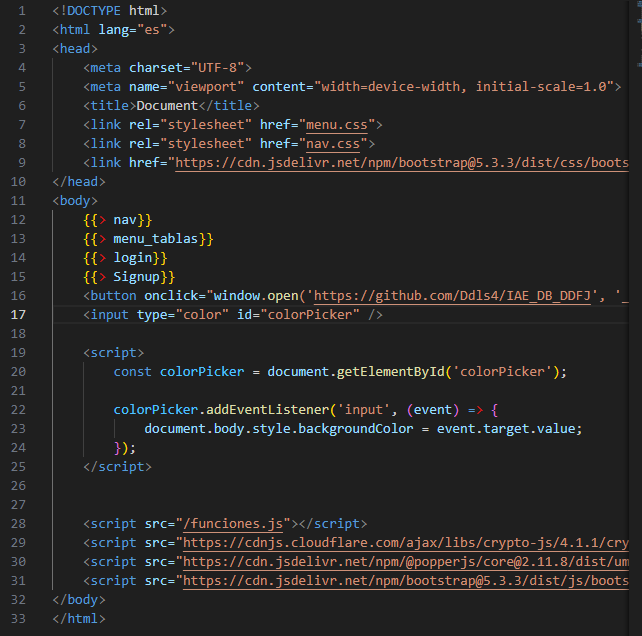 1 <!DOCTYPE html>
2 <html lang="es">
3 <head>
4 <meta charset="UTF-8">
5 <meta name="viewport" content="width=device-width, initial-scale=1.0">
6 <title>Document</title>
7 <link rel="stylesheet" href="menu.css">
8 <link rel="stylesheet" href="nav.css">
9 <link href="https://cdn.jsdelivr.net/npm/bootstrap@5.3.3/dist/css/boots
10 </head>
11 <body>
12 {{> nav}}
13 {{> menu_tablas}}
14 {{> login}}
15 {{> Signup}}
16 <button onclick="window.open('https://github.com/Ddls4/IAE_DB_DDFJ', '_
17 <input type="color" id="colorPicker" />
18
19 <script>
20 const colorPicker = document.getElementById('colorPicker');
21
22 colorPicker.addEventListener('input', (event) => {
23 document.body.style.backgroundColor = event.target.value;
24 });
25 </script>
26
27
28 <script src="/funciones.js"></script>
29 <script src="https://cdnjs.cloudflare.com/ajax/libs/crypto-js/4.1.1/cry
30 <script src="https://cdn.jsdelivr.net/npm/@popperjs/core@2.11.8/dist/um
31 <script src="https://cdn.jsdelivr.net/npm/bootstrap@5.3.3/dist/js/boots
32 </body>
33 </html>